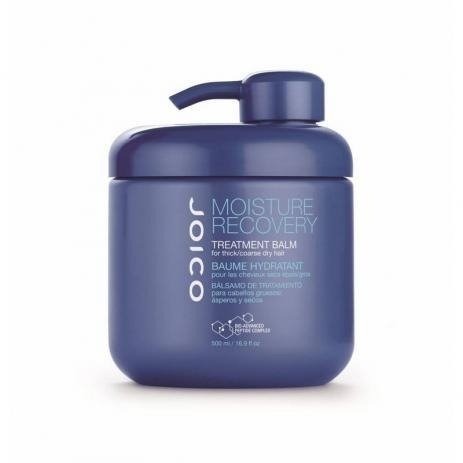 JOICO
MOISTURE
RECOVERY
TREATMENT BALM
for thick/coarse dry hair
BAUME HYDRATANT
pour les cheveux secs épais/gros
BÁLSAMO DE TRATAMIENTO
para cabellos gruesos:
ásperos y secos
BIO-ADVANCED
PEPTIDE COMPLEX
500 ml / 16.9 fl oz